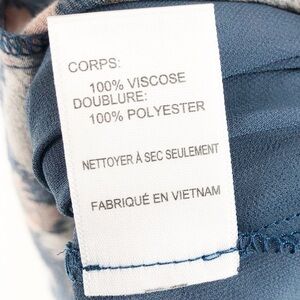 CORPS:
100% VISCOSE
DOUBLURE:
100% POLYESTER
NETTOYER À SEC SEULEMENT
FABRIQUÉ EN VIETNAM